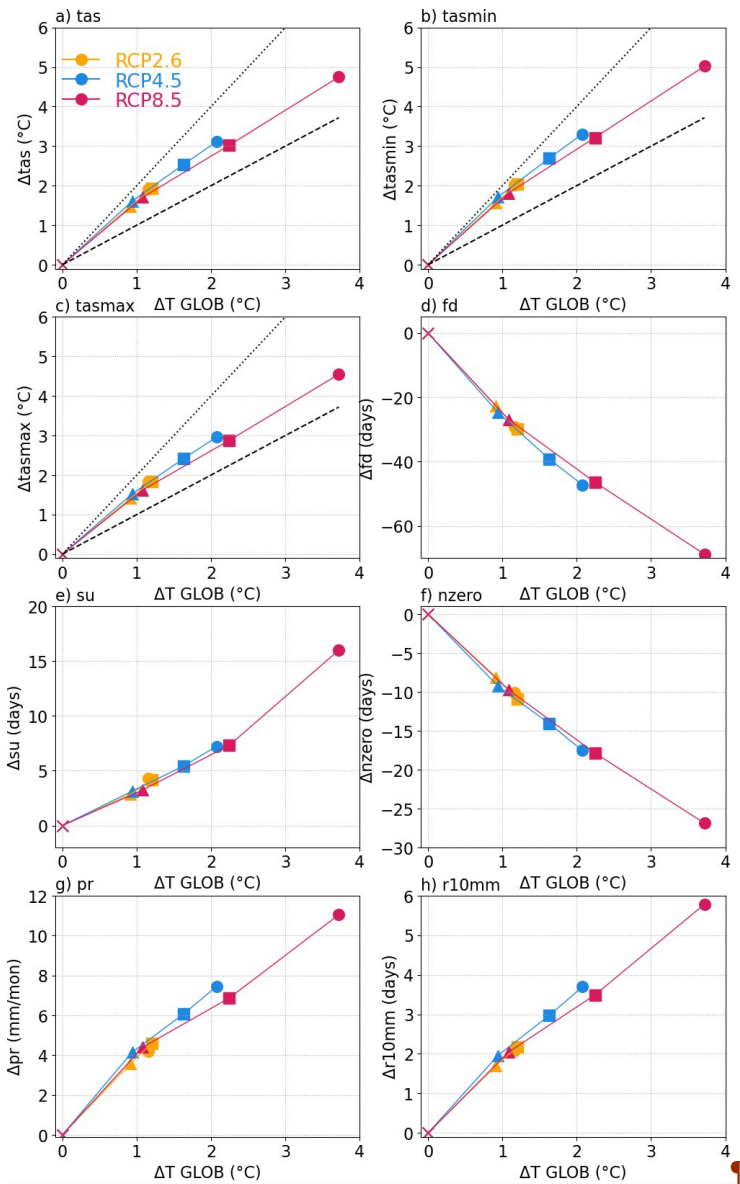 a) tas
6
5
4
3
2
1
0
Δtas (°C)
RCP2.6
RCP4.5
RCP8.5
0 1 2 3 4
ΔT GLOB (°C)
b) tasmin
6
5
4
3
2
1
0
Δtasmin (°C)
0 1 2 3 4
ΔT GLOB (°C)
c) tasmax
6
5
4
3
2
1
0
Δtasmax (°C)
0 1 2 3 4
ΔT GLOB (°C)
d) fd
0
−20
−40
−60
Δfd (days)
0 1 2 3 4
ΔT GLOB (°C)
e) su
20
15
10
5
0
Δsu (days)
0 1 2 3 4
ΔT GLOB (°C)
f) nzero
0
−5
−10
−15
−20
−25
−30
Δnzero (days)
0 1 2 3 4
ΔT GLOB (°C)
g) pr
12
10
8
6
4
2
0
Δpr (mm/mon)
0 1 2 3 4
ΔT GLOB (°C)
h) r10mm
6
5
4
3
2
1
0
Δr10mm (days)
0 1 2 3 4
ΔT GLOB (°C)
¶